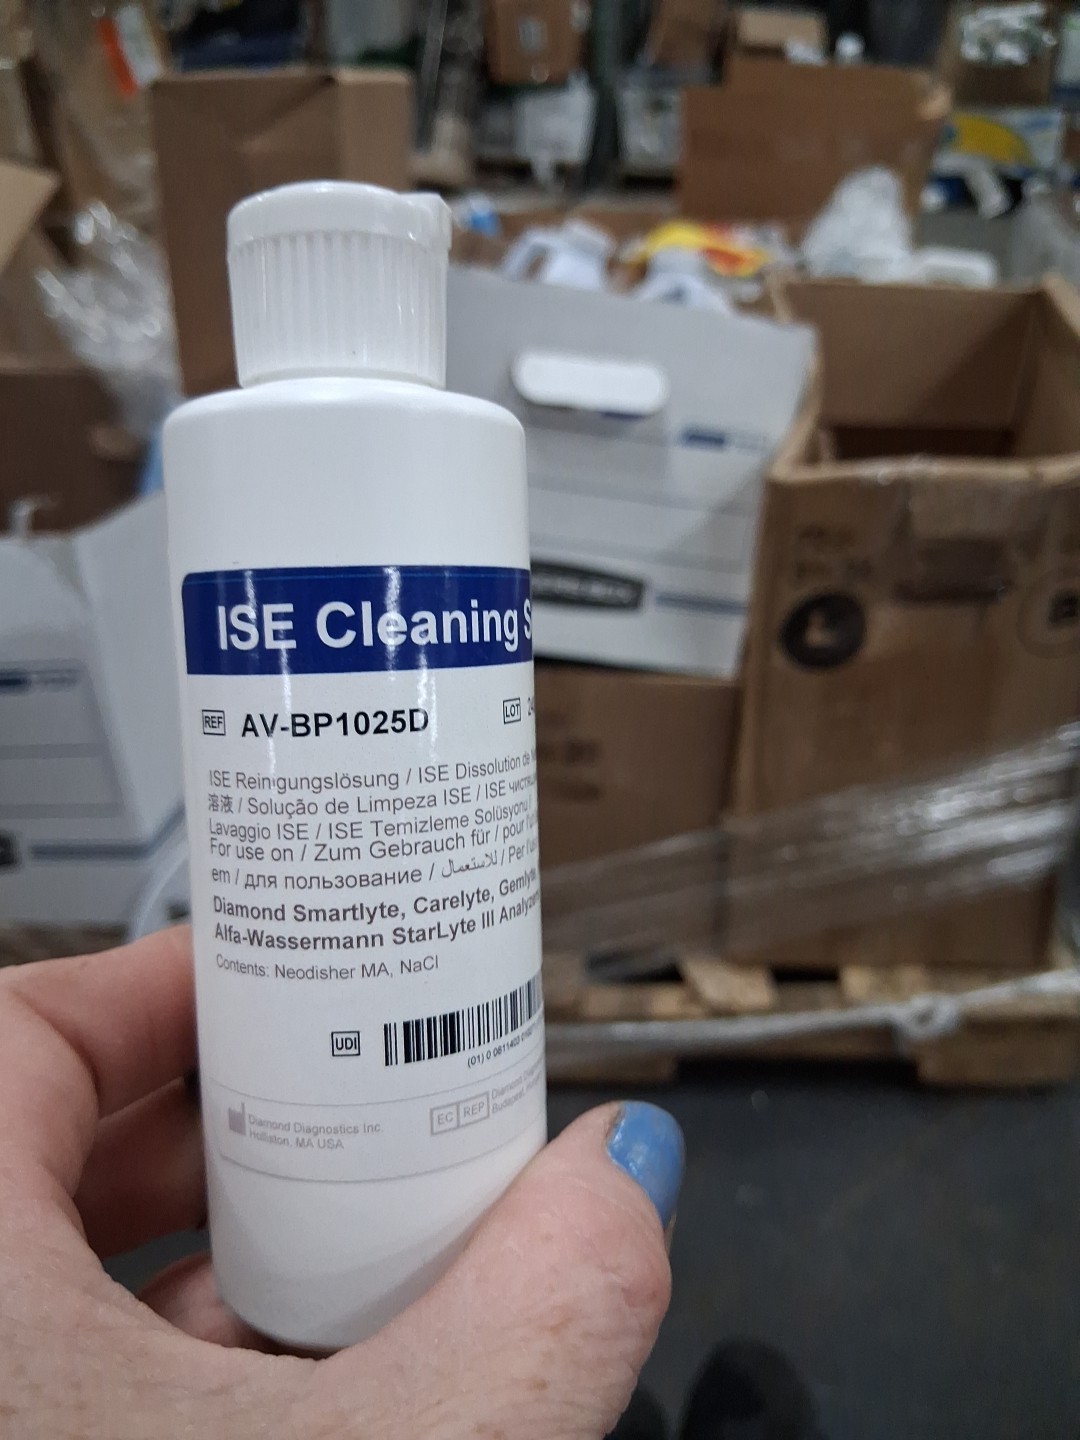 ISE Cleaning S
REF AV-BP1025D LOT
ISE Reinigungslösung / ISE Dissolution de
溶液 / Solução de Limpeza ISE / ISE чистящ
Lavaggio ISE / ISE Temizleme Solüsyonu /
For use on / Zum Gebrauch für / pour l'u
em / для пользование / للاستعمال / Per l'u
Diamond Smartlyte, Carelyte, Gemlyte,
Alfa-Wassermann StarLyte III Analyze
Contents: Neodisher MA, NaCl
UDI
Diamond Diagnostics Inc.
Holliston, MA USA
EC REP